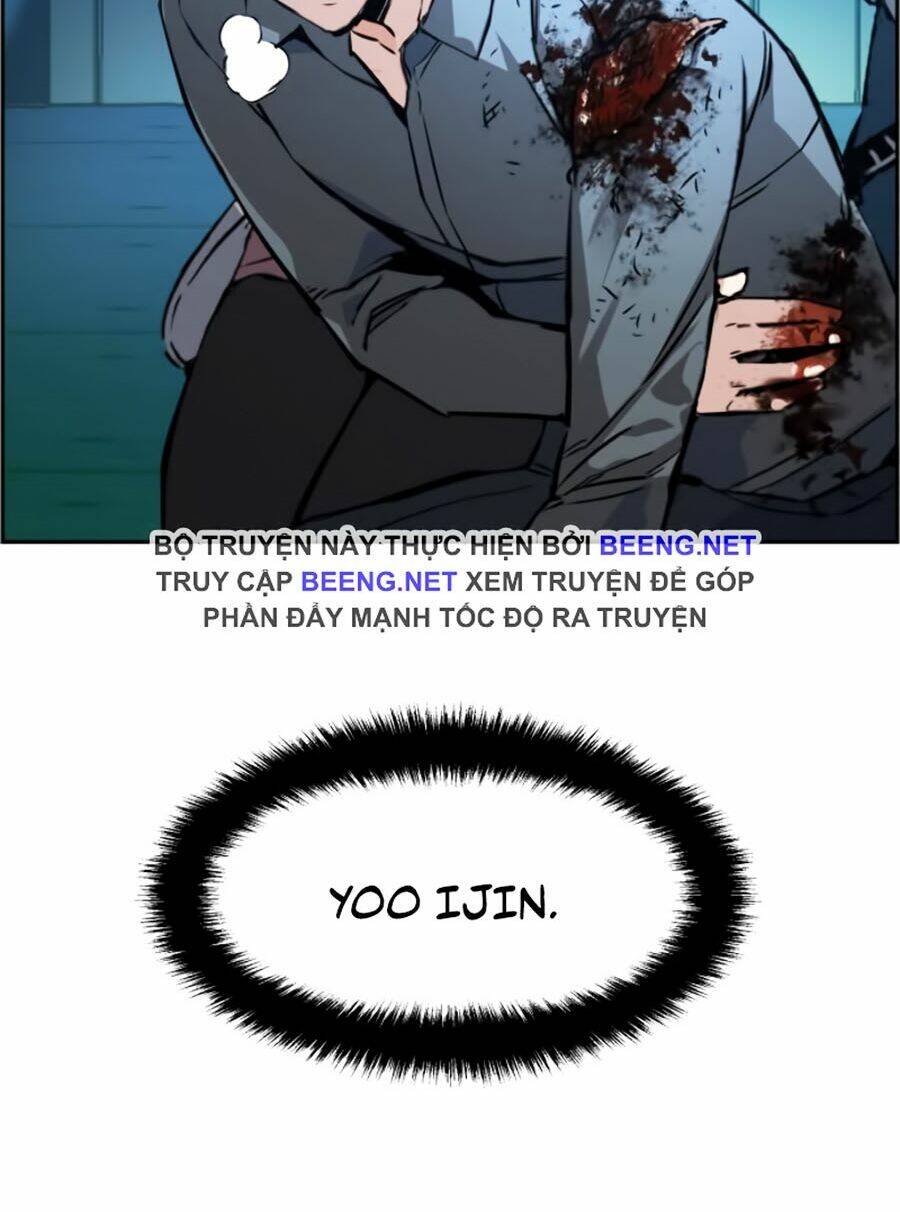 BỘ TRUYỆN NÀY THỰC HIỆN BỞI BEENG.NET
TRUY CẬP BEENG.NET XEM TRUYỆN ĐỂ GÓP
PHẦN ĐẨY MẠNH TỐC ĐỘ RA TRUYỆN
YOO IJIN.